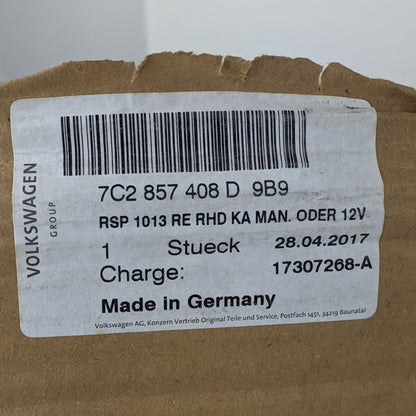 VOLKSWAGEN
GROUP
7C2 857 408 D 9B9
RSP 1013 RE RHD KA MAN. ODER 12V
1 Stueck 28.04.2017
Charge: 17307268-A
Made in Germany
Volkswagen AG, Konzern Vertrieb Original Teile und Service, Postfach 1451, 34219 Baunatal